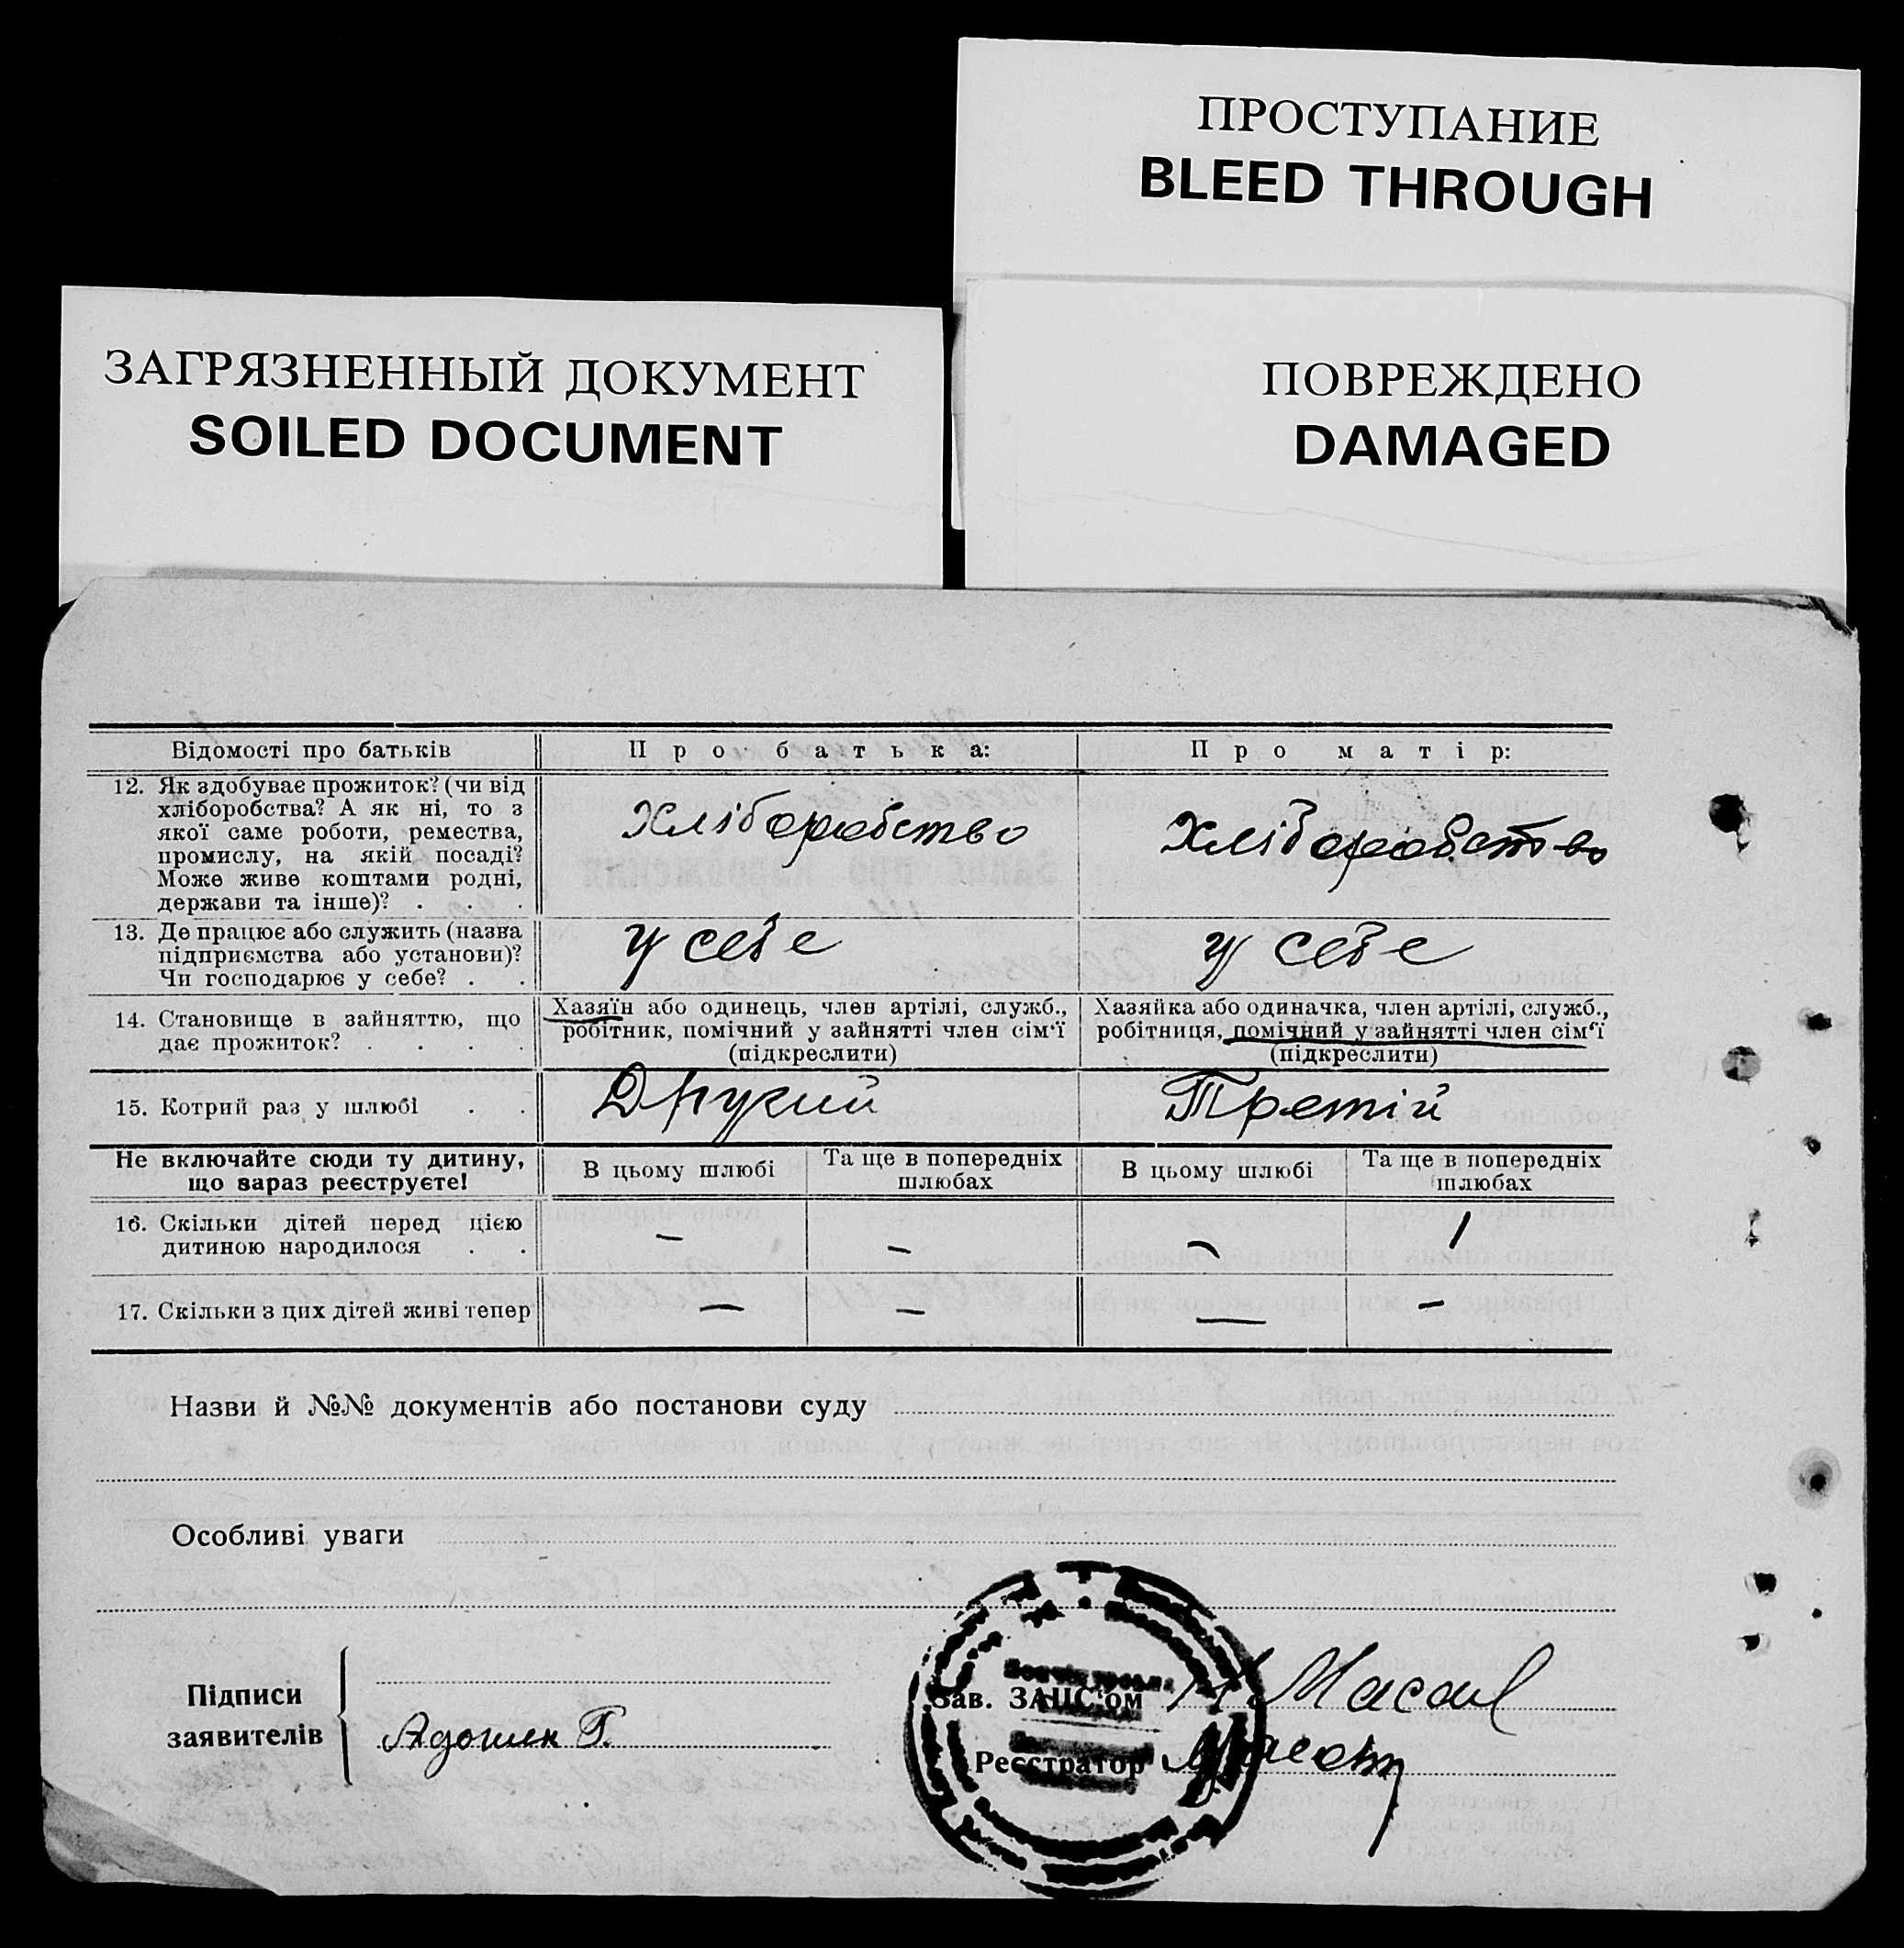 ПРОСТУПАНИЕ
BLEED THROUGH
ЗАГРЯЗНЕННЫЙ ДОКУМЕНТ
SOILED DOCUMENT
ПОВРЕЖДЕНО
DAMAGED
Відомості про батьків
Про батька:
Про матір:
12. Як здобуває прожиток? (чи від
хліборобства? А як ні, то з
якої саме роботи, ремества,
промислу, на якій посаді?
Може живе коштами родні,
держави та інше)? . . .
Хліборобство
Хліборобство
13. Де працює або служить (назва
підприємства або установи)?
Чи господарює у себе? . .
у себе
у себе
14. Становище в зайняттю, що
дає прожиток? . . . .
Хазяїн або одинець, член артілі, служб.,
робітник, помічний у зайнятті член сім'ї
(підкреслити)
Хазяйка або одиначка, член артілі, служб.,
робітниця, помічний у зайнятті член сім'ї
(підкреслити)
15. Котрий раз у шлюбі . .
Другий
Третій
Не включайте сюди ту дитину,
що зараз реєструєте!
В цьому шлюбі
Та ще в попередніх
шлюбах
В цьому шлюбі
Та ще в попередніх
шлюбах
16. Скільки дітей перед цією
дитиною народилося . .
— — — 1
17. Скільки з цих дітей живі тепер
— — — —
Назви й №№ документів або постанови суду
Особливі уваги
Підписи
заявителів
Зав. ЗАГС'ом
Реєстратор